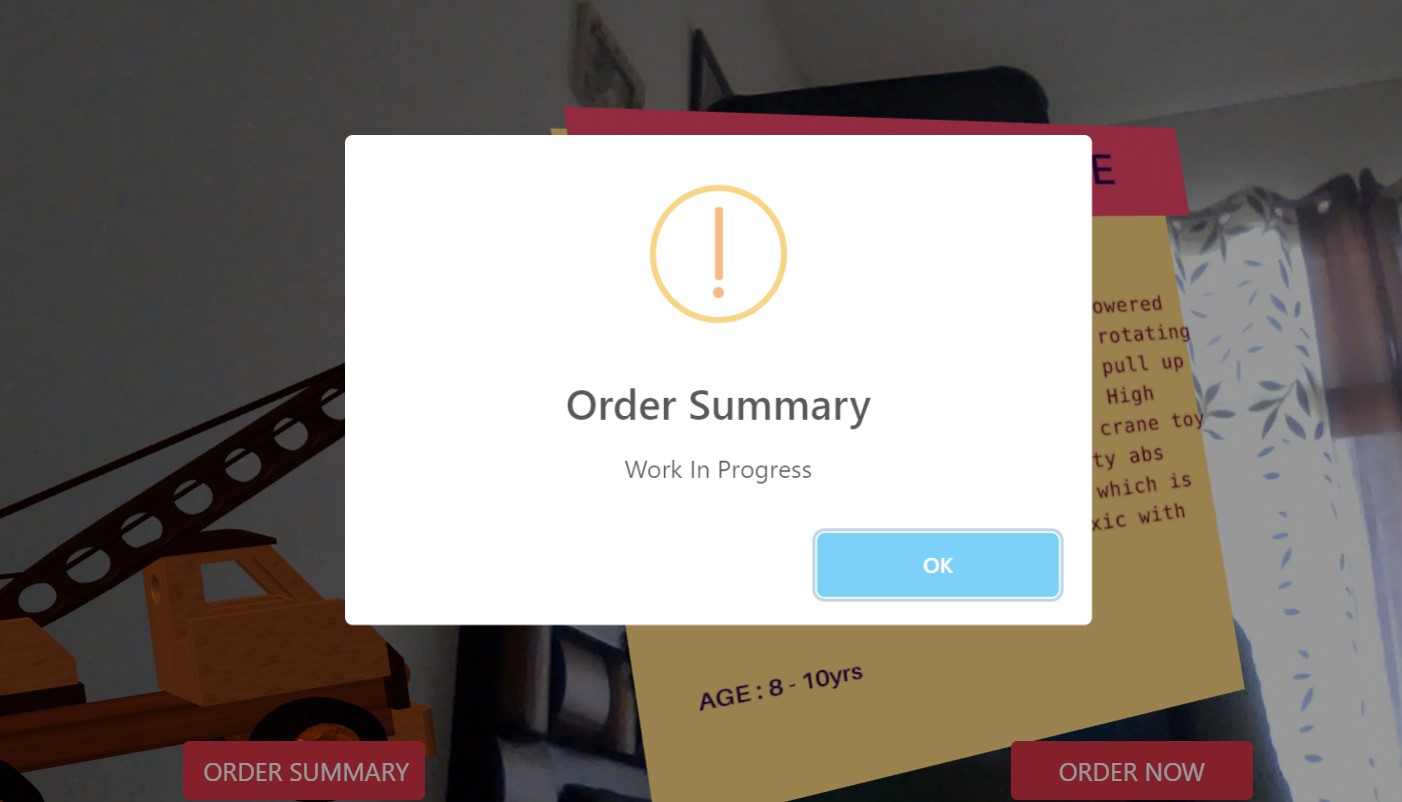 E
Order Summary
Work In Progress
OK
owered
rotating
pull up
High
crane toy
ty abs
which is
xic with
AGE : 8 - 10yrs
ORDER SUMMARY
ORDER NOW